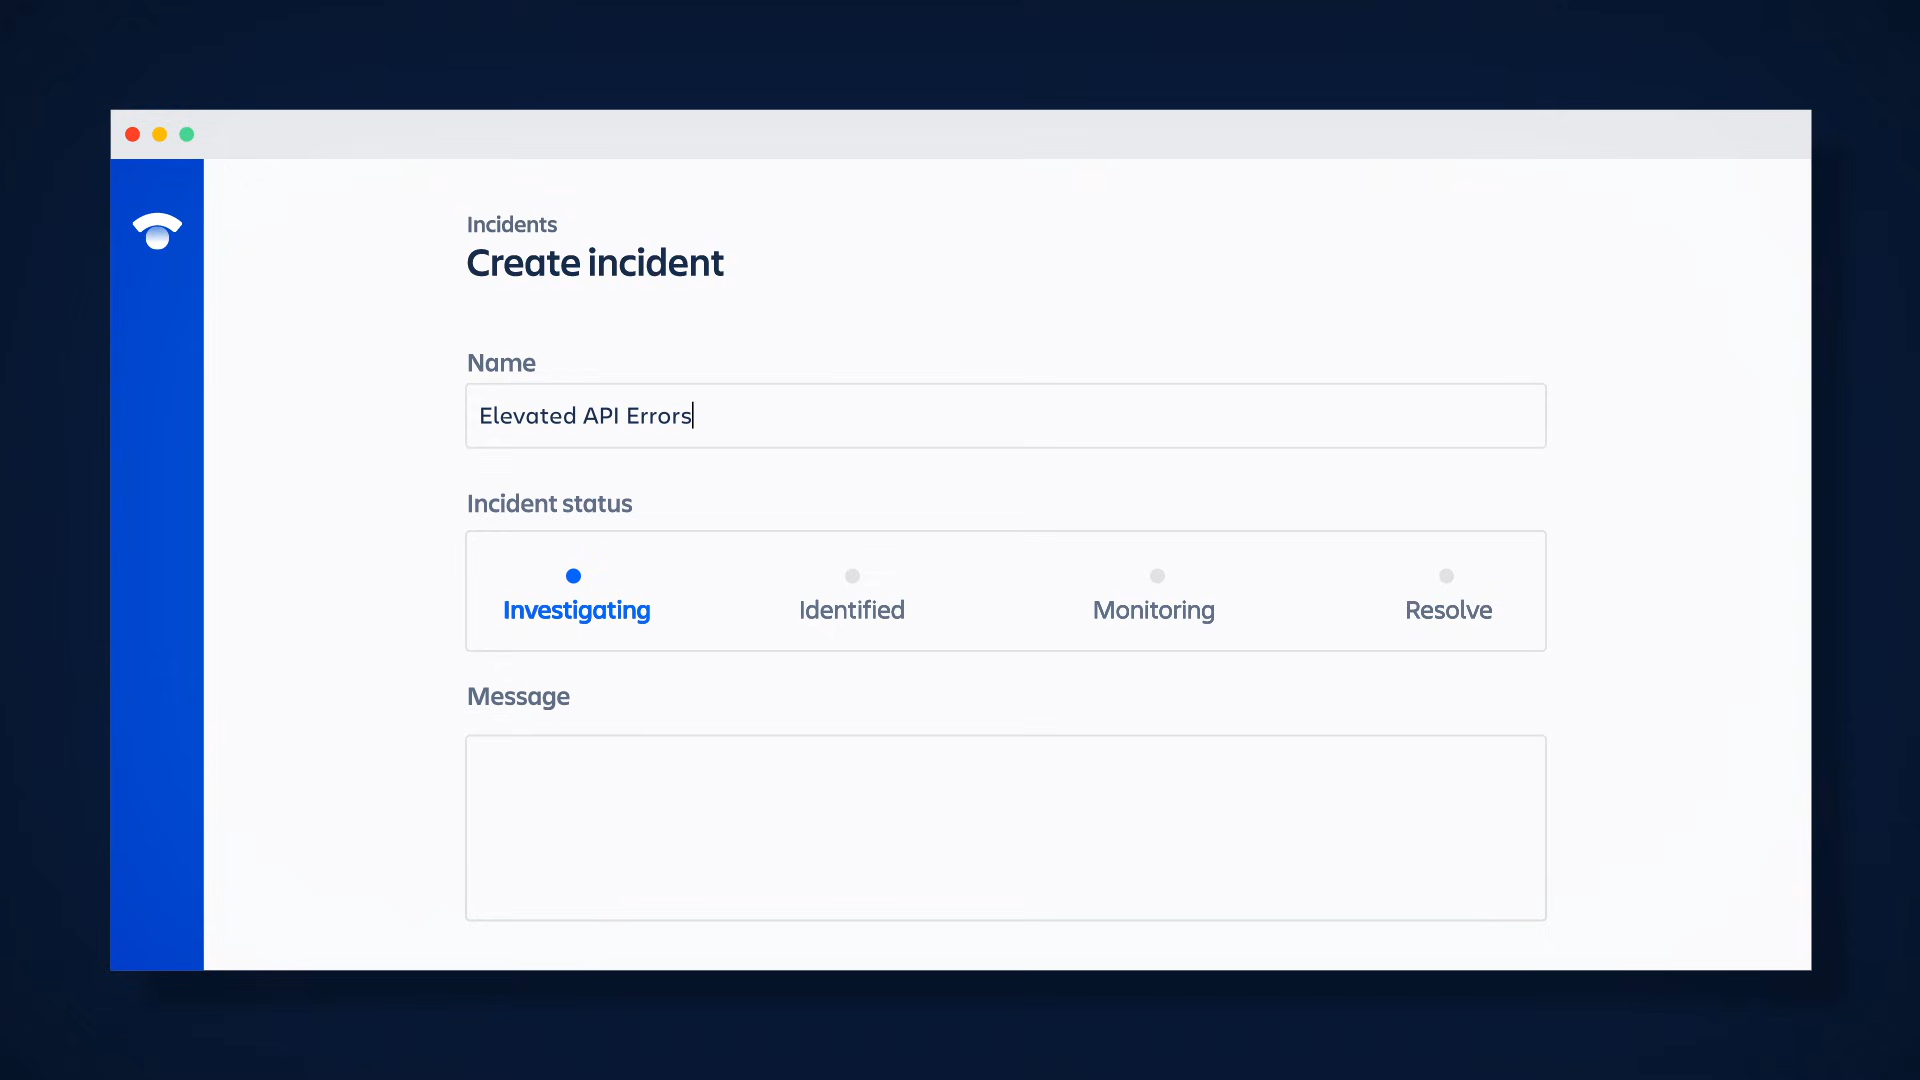 Incidents
Create incident
Name
Elevated API Errors
Incident status
Investigating Identified Monitoring Resolve
Message